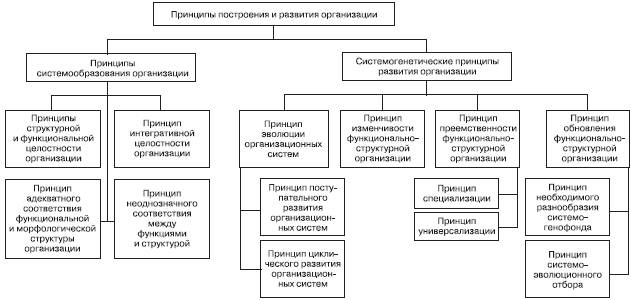 Принципы построения и развития организации
Принципы
системообразования организации
Системогенетические принципы
развития организации
Принципы
структурной
и функциональной
целостности
организации
Принцип
интегративной
целостности
организации
Принцип
адекватного
соответствия
функциональной
и морфологической
структуры
организации
Принцип
неоднозначного
соответствия
между
функциями
и структурой
Принцип
эволюции
организационных
систем
Принцип
изменчивости
функционально-
структурной
организации
Принцип
преемственности
функционально-
структурной
организации
Принцип
обновления
функционально-
структурной
организации
Принцип посту-
пательного
развития
организацион-
ных систем
Принцип цикли-
ческого развития
организацион-
ных систем
Принцип
специализации
Принцип
универсализации
Принцип
необходимого
разнообразия
системо-
генофонда
Принцип
системо-
эволюционного
отбора